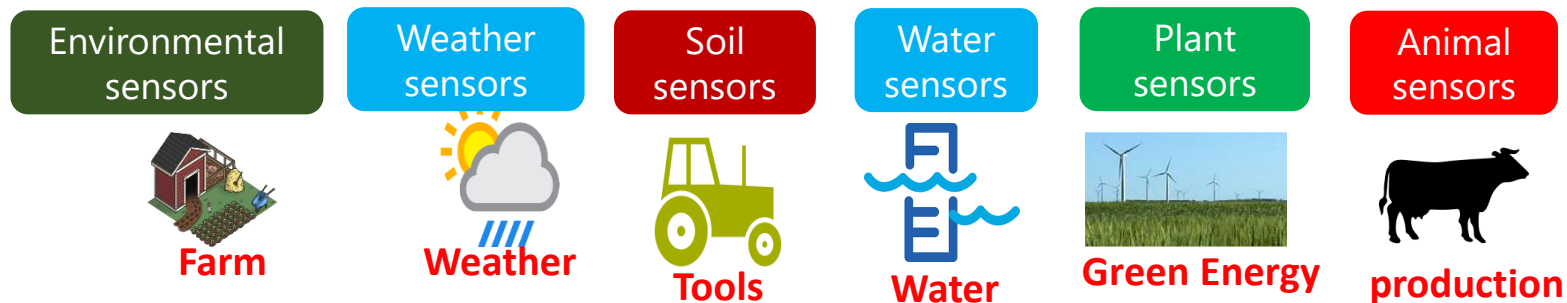 Environmental
sensors
Weather
sensors
Soil
sensors
Water
sensors
Plant
sensors
Animal
sensors
Farm
Weather
Tools
Water
Green Energy
production